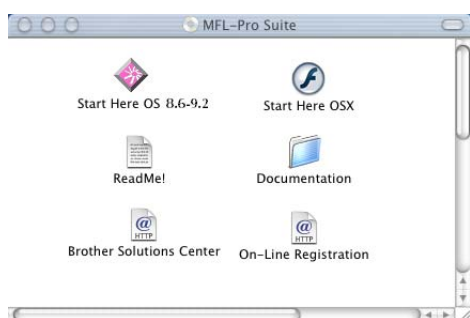 MFL-Pro Suite
Start Here OS 8.6-9.2
Start Here OSX
ReadMe!
Documentation
@
HTTP
Brother Solutions Center
@
HTTP
On-Line Registration